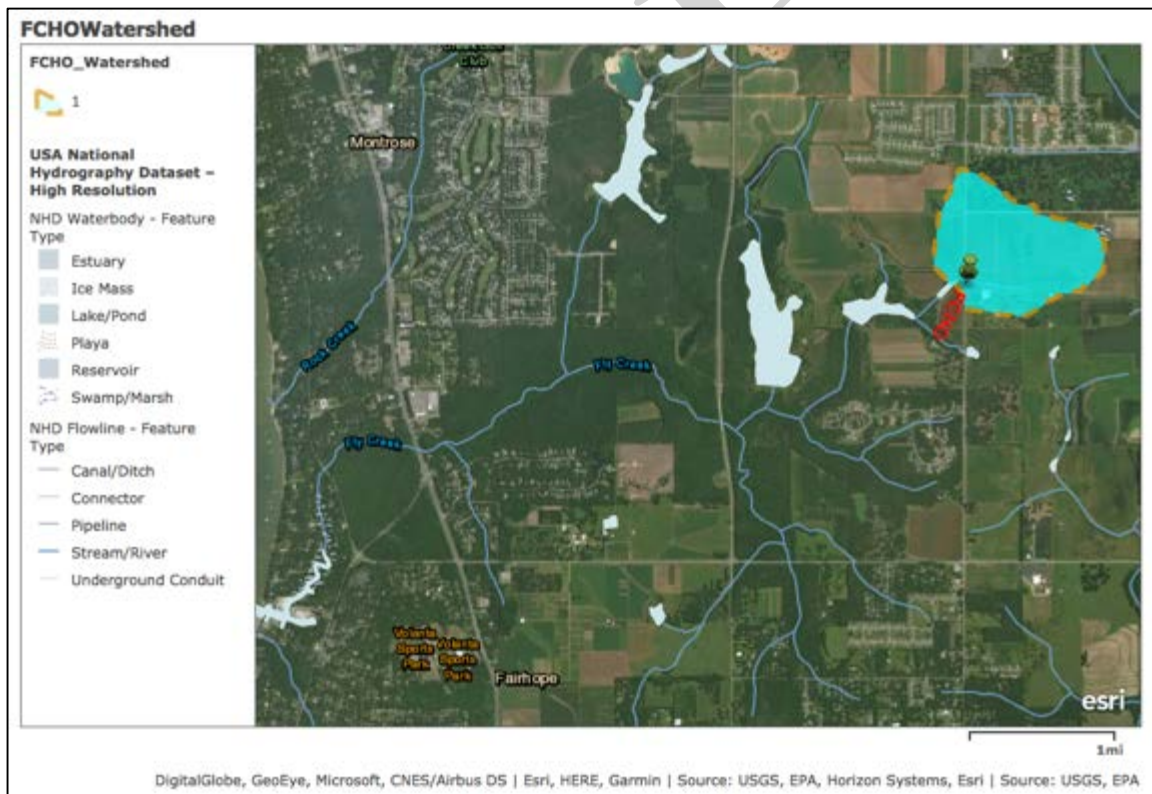 FCHOWatershed
FCHO_Watershed
1
USA National
Hydrography Dataset –
High Resolution
NHD Waterbody - Feature
Type
Estuary
Ice Mass
Lake/Pond
Playa
Reservoir
Swamp/Marsh
NHD Flowline - Feature
Type
Canal/Ditch
Connector
Pipeline
Stream/River
Underground Conduit
Club
Montrose
Rock Creek
Fly Creek
Fly Creek
Volanta
Sports
Park
Volanta
Sports
Park
Fairhope
esri
1mi
DigitalGlobe, GeoEye, Microsoft, CNES/Airbus DS | Esri, HERE, Garmin | Source: USGS, EPA, Horizon Systems, Esri | Source: USGS, EPA